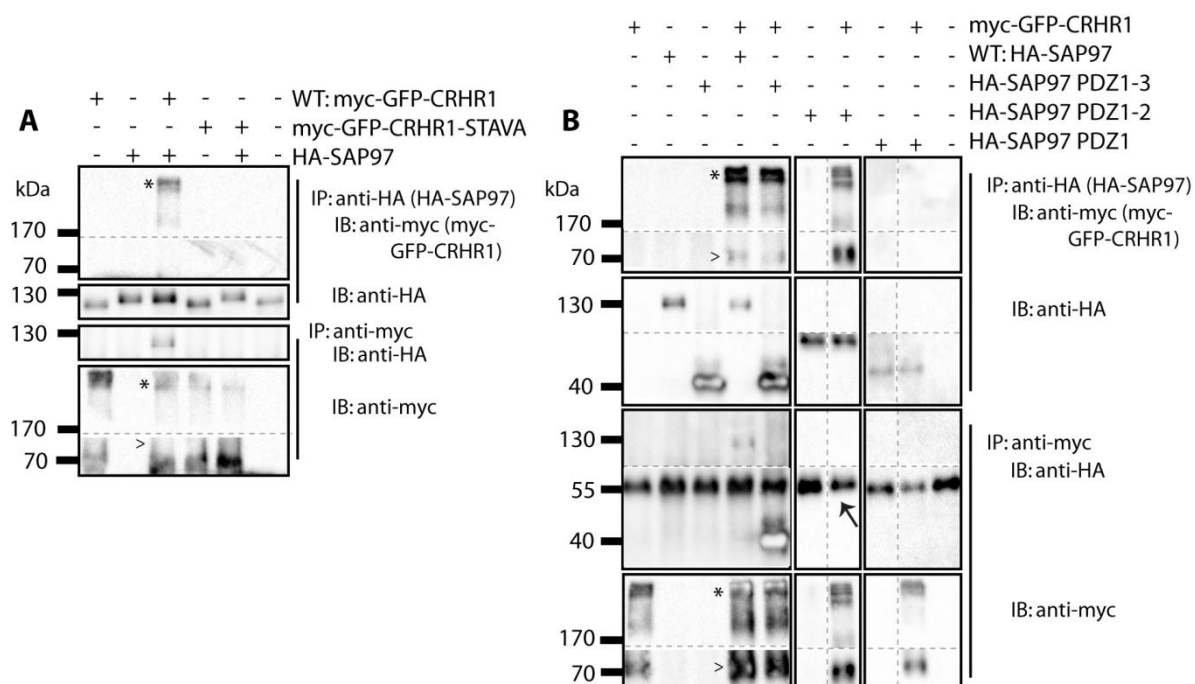 A
+ - + - - - WT: myc-GFP-CRHR1
- - - + + - myc-GFP-CRHR1-STAVA
- + + - + - HA-SAP97
kDa
*
170
70
IP: anti-HA (HA-SAP97)
IB: anti-myc (myc-
GFP-CRHR1)
130
IB: anti-HA
130
IP: anti-myc
IB: anti-HA
*
170
>
70
IB: anti-myc
B
+ - - + + - + - + - myc-GFP-CRHR1
- + - + - - - - - - WT: HA-SAP97
- - + - + - - - - - HA-SAP97 PDZ1-3
- - - - - + + - - - HA-SAP97 PDZ1-2
- - - - - - - + + - HA-SAP97 PDZ1
kDa
*
170
>
70
IP: anti-HA (HA-SAP97)
IB: anti-myc (myc-
GFP-CRHR1)
130
40
IB: anti-HA
130
55
40
IP: anti-myc
IB: anti-HA
*
170
>
70
IB: anti-myc